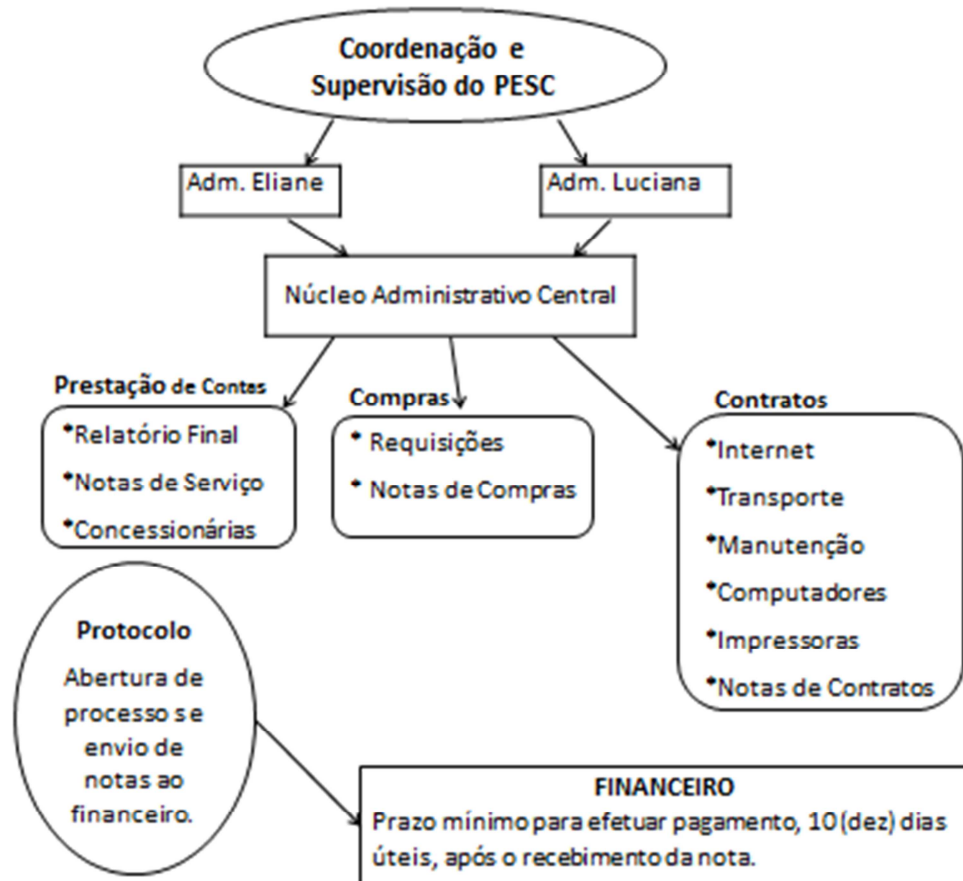 Coordenação e
Supervisão do PESC
Adm. Eliane
Adm. Luciana
Núcleo Administrativo Central
Prestação de Contas
*Relatório Final
*Notas de Serviço
*Concessionárias
Compras
* Requisições
* Notas de Compras
Contratos
*Internet
*Transporte
*Manutenção
*Computadores
*Impressoras
*Notas de Contratos
Protocolo
Abertura de
processo s e
envio de
notas ao
financeiro.
FINANCEIRO
Prazo mínimo para efetuar pagamento, 10 (dez) dias
úteis, após o recebimento da nota.